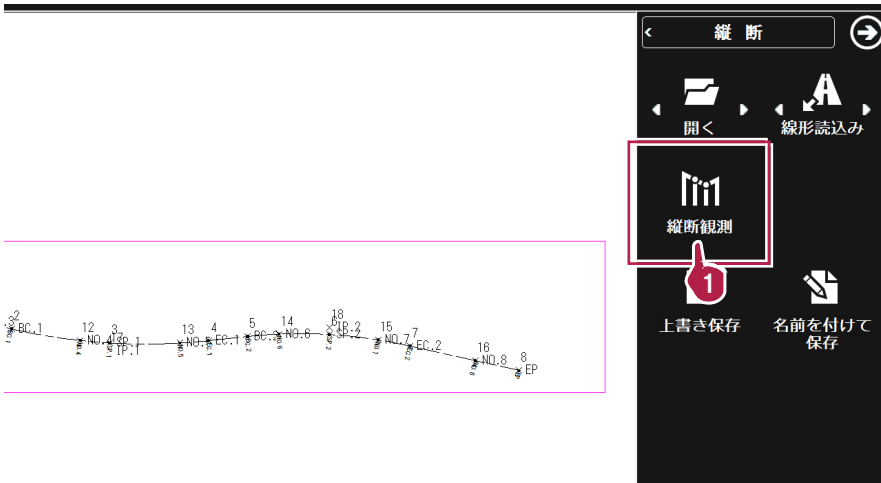 < 縦 断
開く
線形読込み
縦断観測
1
上書き保存
名前を付けて
保存
2
3 BC.1
12
NO.4
3
SP.1
IP.1
13
NO.5
4
EC.1
5
BC.2
14
NO.6
18
IP.2
SP.2
15
NO.7
7
EC.2
16
NO.8
8
EP